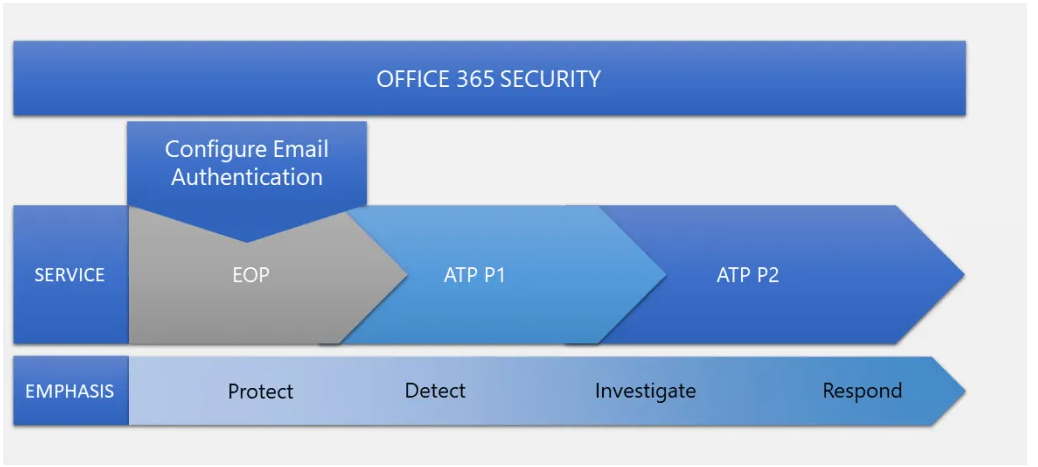 OFFICE 365 SECURITY
Configure Email
Authentication
SERVICE EOP ATP P1 ATP P2
EMPHASIS Protect Detect Investigate Respond